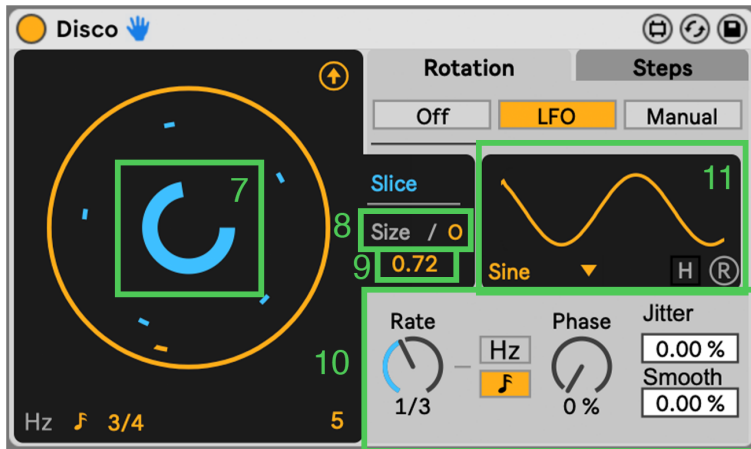 Disco
Rotation
Steps
Off
LFO
Manual
7
Slice
11
8
Size / O
9
0.72
Sine
H
R
10
Rate
Hz
Phase
Jitter
0.00 %
Smooth
0.00 %
1/3
0 %
Hz
3/4
5